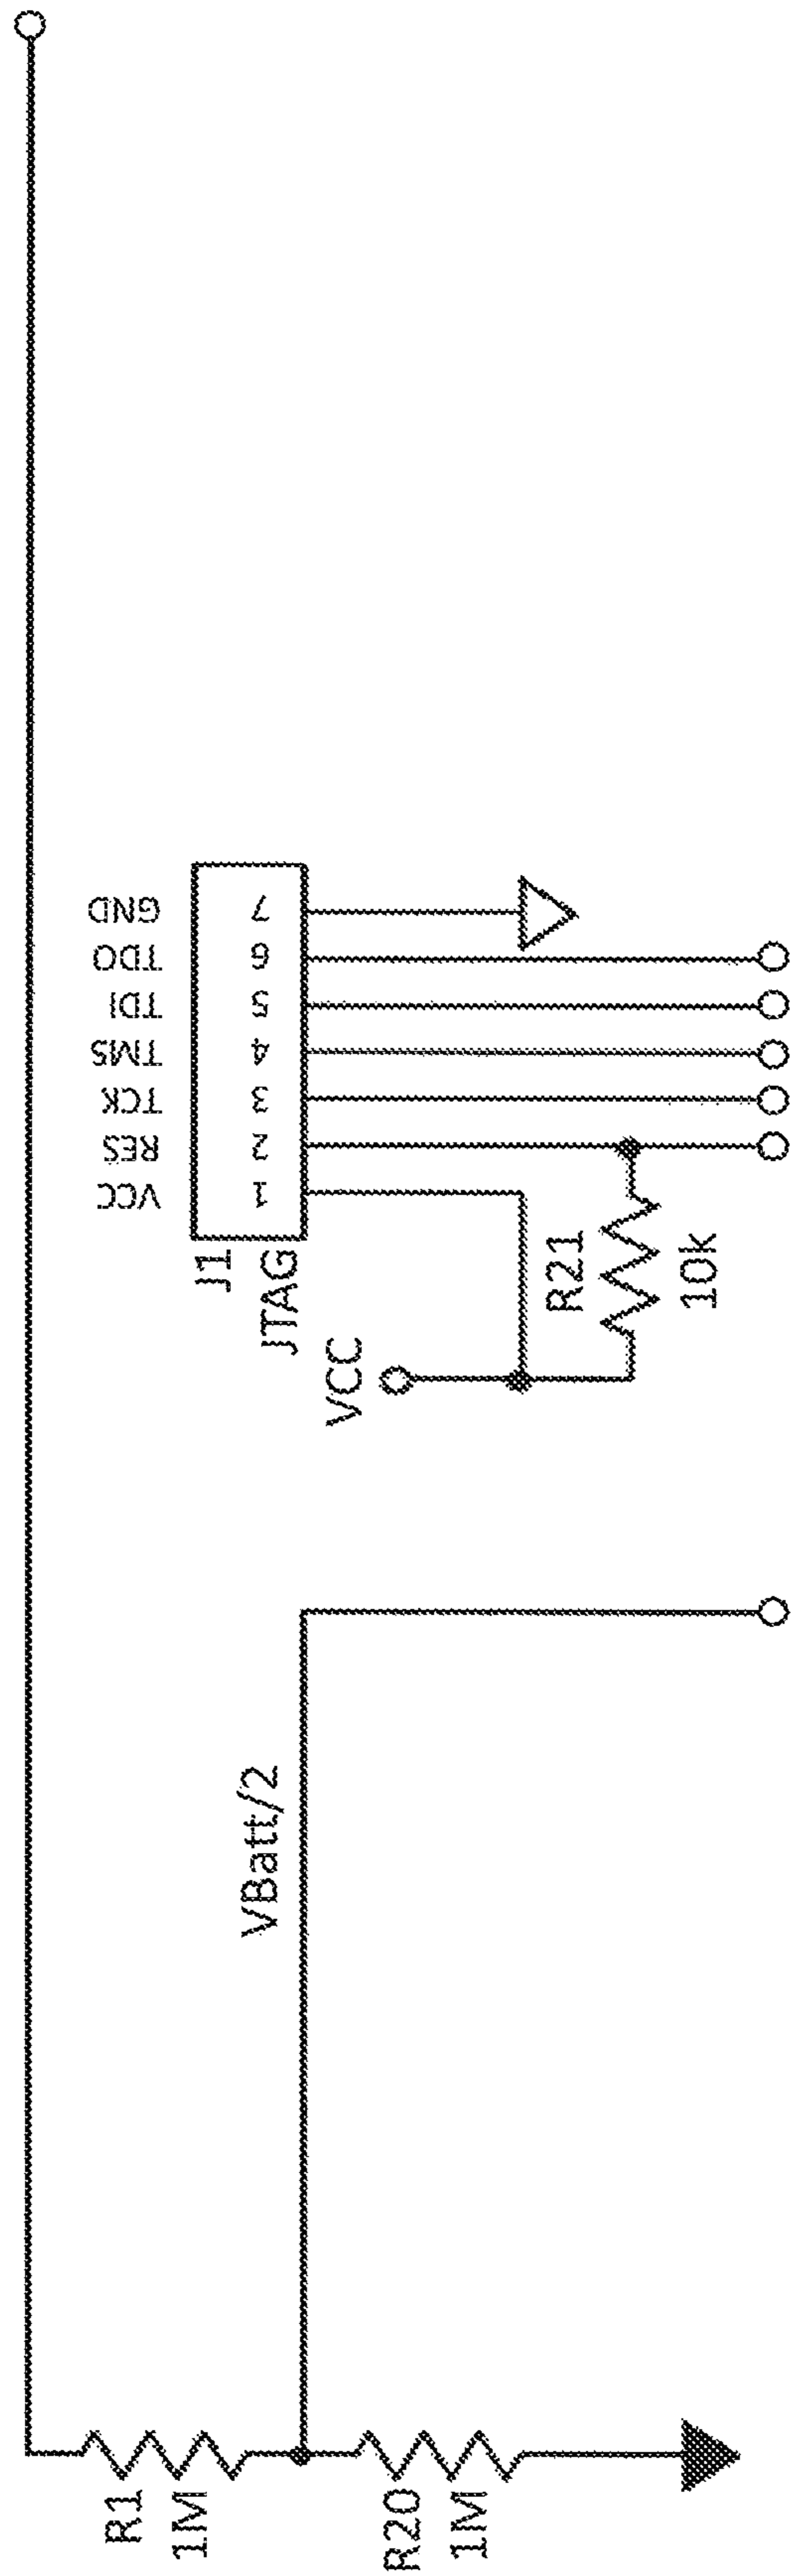 GND
TDO
TDI
TMS
TCK
RES
VCC
7
6
5
4
3
2
1
J1
JTAG
VCC
R21
10k
VBatt/2
R1
1M
R20
1M